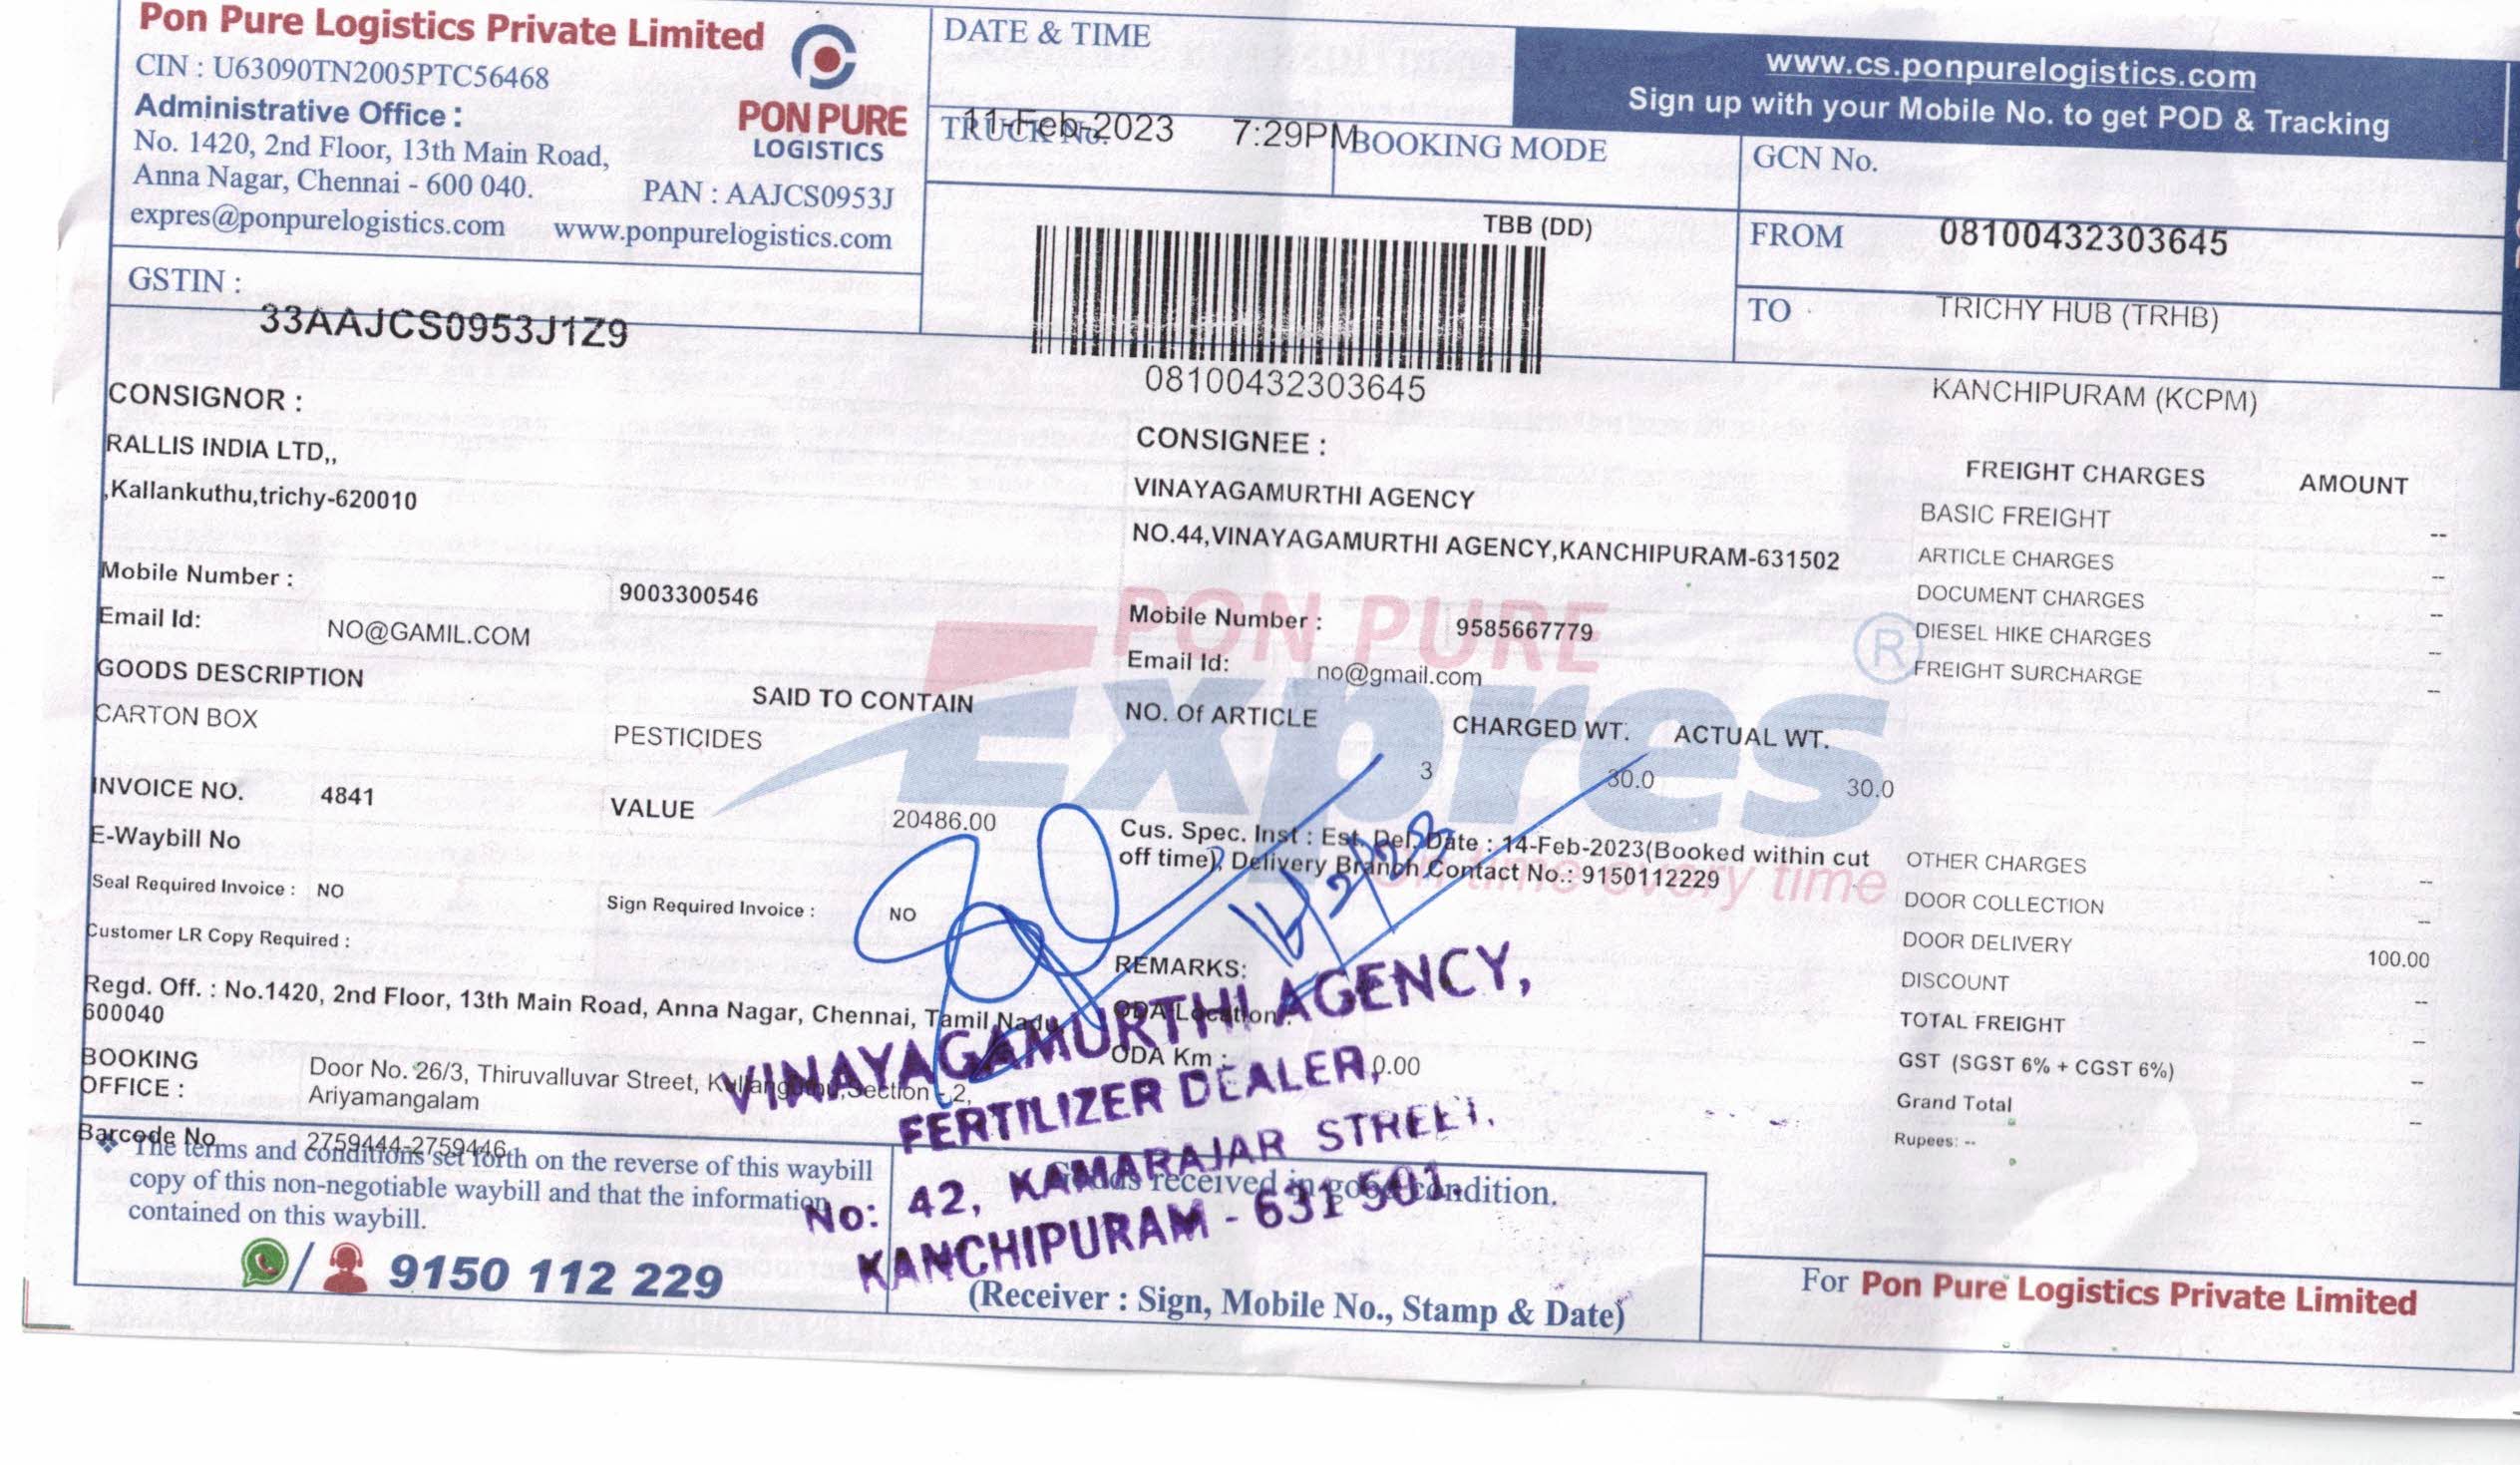 Pon Pure Logistics Private Limited
CIN : U63090TN2005PTC56468
Administrative Office :
No. 1420, 2nd Floor, 13th Main Road,
Anna Nagar, Chennai - 600 040.
PAN : AAJCS0953J
expres@ponpurelogistics.com www.ponpurelogistics.com
PON PURE
LOGISTICS
GSTIN :
33AAJCS0953J1Z9
DATE & TIME
11-Feb-2023 7:29PM
TRUCK No.
BOOKING MODE
TBB (DD)
www.cs.ponpurelogistics.com
Sign up with your Mobile No. to get POD & Tracking
GCN No.
08100432303645
FROM
TRICHY HUB (TRHB)
TO
KANCHIPURAM (KCPM)
08100432303645
CONSIGNOR :
RALLIS INDIA LTD,,
,Kallankuthu,trichy-620010
Mobile Number : 9003300546
Email Id: NO@GAMIL.COM
CONSIGNEE :
VINAYAGAMURTHI AGENCY
NO.44,VINAYAGAMURTHI AGENCY,KANCHIPURAM-631502
Mobile Number : 9585667779
Email Id: no@gmail.com
PON PURE
Expres ®
On time every time
GOODS DESCRIPTION SAID TO CONTAIN
CARTON BOX PESTICIDES
NO. Of ARTICLE CHARGED WT. ACTUAL WT.
3 30.0 30.0
INVOICE NO. 4841 VALUE 20486.00
E-Waybill No
Seal Required Invoice : NO Sign Required Invoice : NO
Customer LR Copy Required :
Cus. Spec. Inst : Est. Del. Date : 14-Feb-2023(Booked within cut
off time), Delivery Branch Contact No.: 9150112229
REMARKS:
ODA Location :
ODA Km : 0.00
Regd. Off. : No.1420, 2nd Floor, 13th Main Road, Anna Nagar, Chennai, Tamil Nadu
600040
BOOKING
OFFICE :
Door No. 26/3, Thiruvalluvar Street, Section - 2,
Ariyamangalam
Barcode No 2759444-2759446
FREIGHT CHARGES AMOUNT
BASIC FREIGHT --
ARTICLE CHARGES --
DOCUMENT CHARGES --
DIESEL HIKE CHARGES --
FREIGHT SURCHARGE --
OTHER CHARGES --
DOOR COLLECTION --
DOOR DELIVERY 100.00
DISCOUNT --
TOTAL FREIGHT --
GST (SGST 6% + CGST 6%) --
Grand Total --
Rupees: --
VINAYAGAMURTHI AGENCY,
FERTILIZER DEALER,
No: 42, KAMARAJAR STREET.
KANCHIPURAM - 631 501.
❖ The terms and conditions set forth on the reverse of this waybill
copy of this non-negotiable waybill and that the information
contained on this waybill.
/ 9150 112 229
Goods received in good condition.
(Receiver : Sign, Mobile No., Stamp & Date)
For Pon Pure Logistics Private Limited